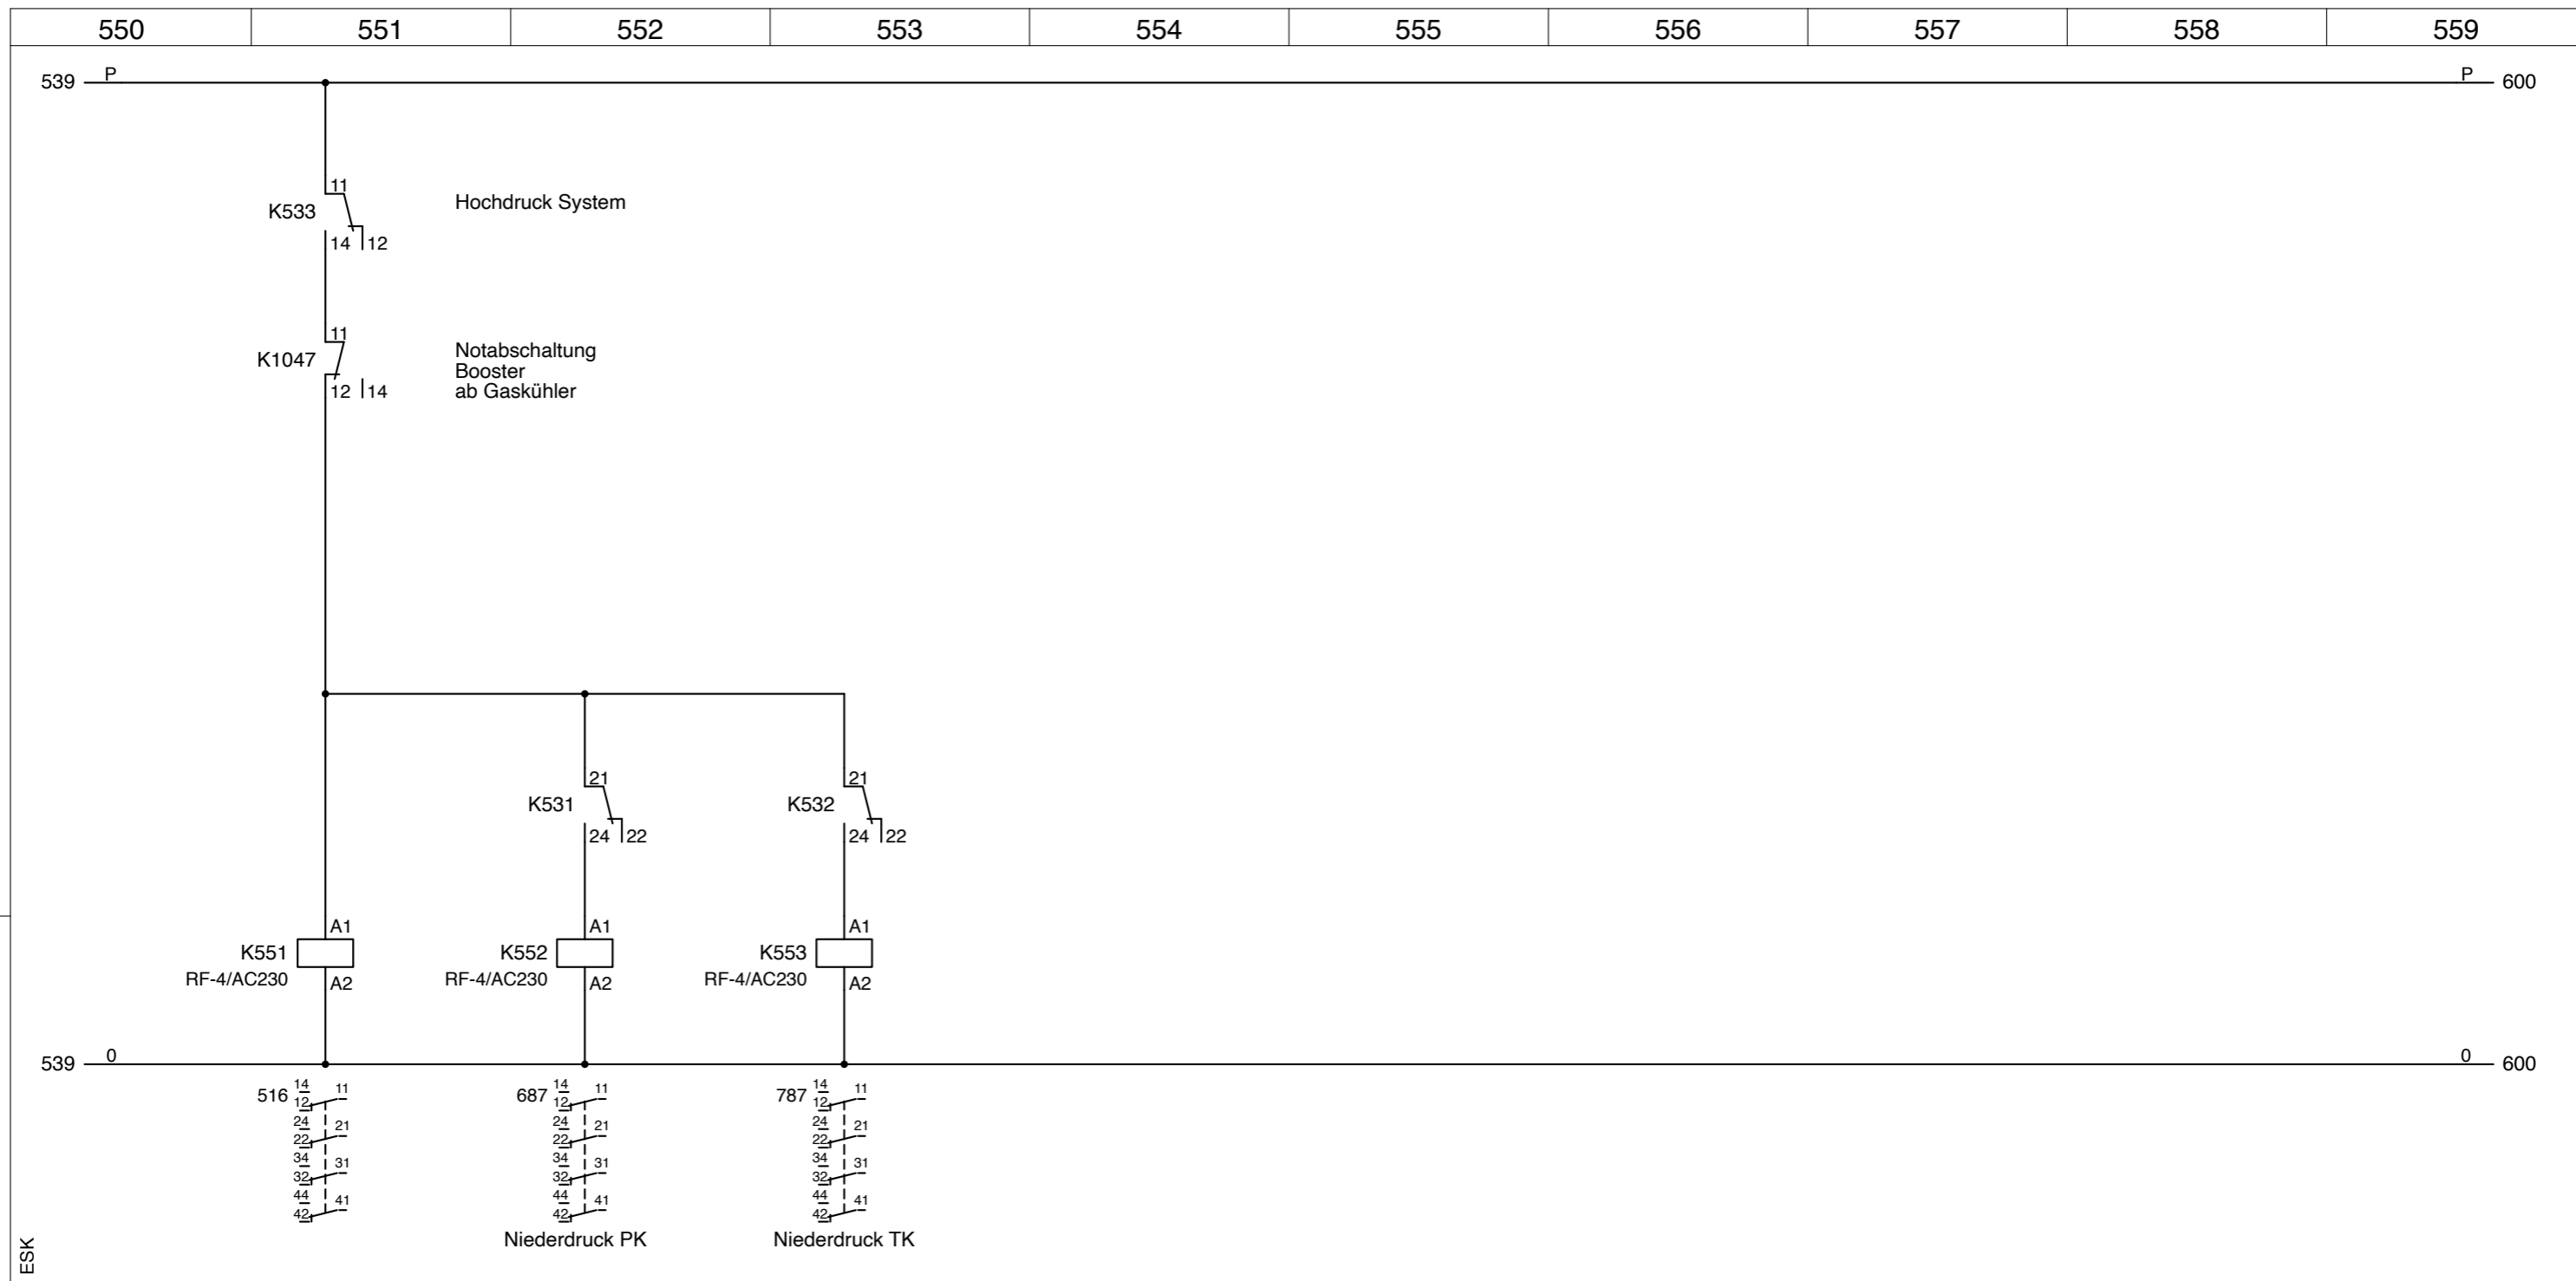 550 551 552 553 554 555 556 557 558 559
539 P P 600
11
K533 Hochdruck System
14 12
11
K1047 Notabschaltung
Booster
12 14 ab Gaskühler
21 21
K531 K532
24 22 24 22
A1 A1 A1
K551 K552 K553
RF-4/AC230 RF-4/AC230 RF-4/AC230
A2 A2 A2
539 0 0 600
516 14 11 687 14 11 787 14 11
12 12 12
24 21 24 21 24 21
22 22 22
34 31 34 31 34 31
32 32 32
44 41 44 41 44 41
42 42 42
Niederdruck PK Niederdruck TK
ESK